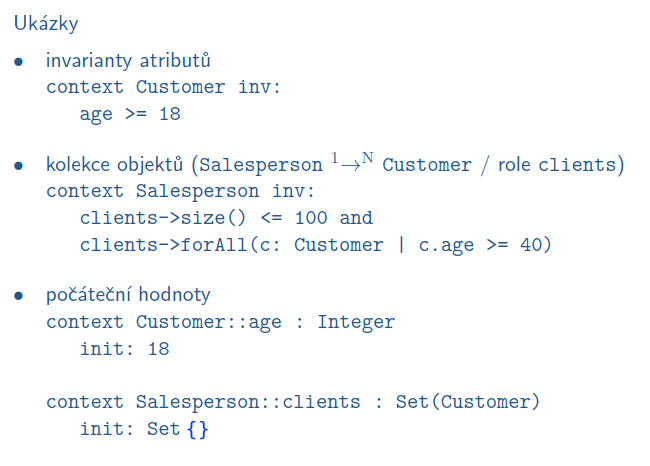 Ukázky
• invarianty atributů
context Customer inv:
age >= 18
• kolekce objektů (Salesperson 1→N Customer / role clients)
context Salesperson inv:
clients->size() <= 100 and
clients->forAll(c: Customer | c.age >= 40)
• počáteční hodnoty
context Customer::age : Integer
init: 18
context Salesperson::clients : Set(Customer)
init: Set {}